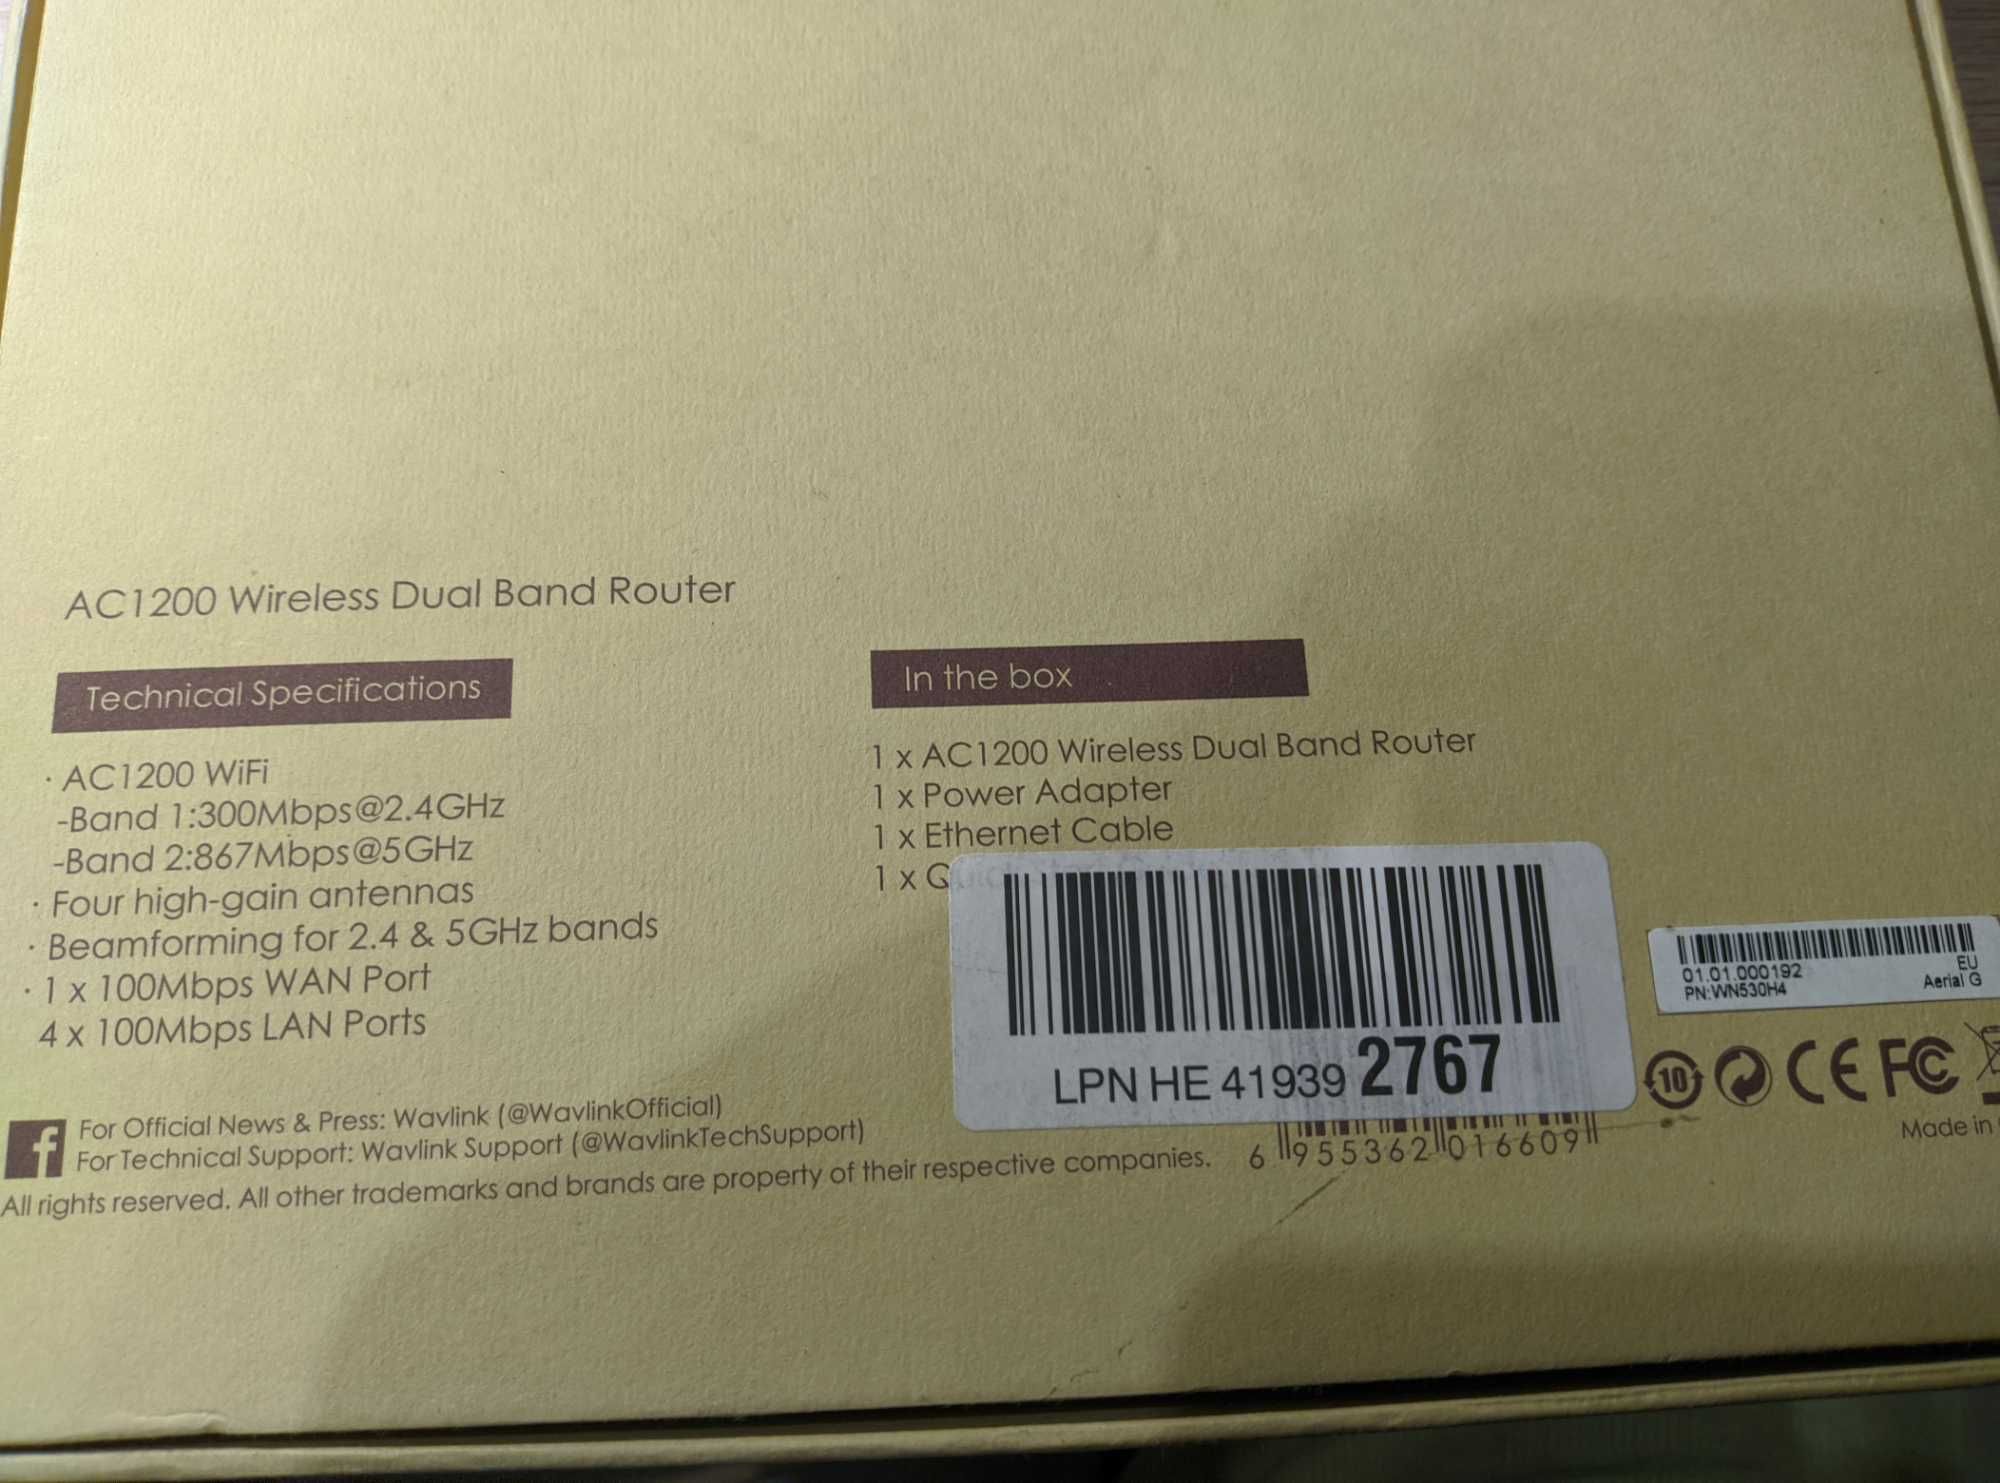 AC1200 Wireless Dual Band Router
Technical Specifications
· AC1200 WiFi
-Band 1:300Mbps@2.4GHz
-Band 2:867Mbps@5GHz
· Four high-gain antennas
· Beamforming for 2.4 & 5GHz bands
· 1 x 100Mbps WAN Port
4 x 100Mbps LAN Ports
In the box
1 x AC1200 Wireless Dual Band Router
1 x Power Adapter
1 x Ethernet Cable
1 x
LPN HE 41939 2767
01.01.000192 EU
PN:WN530H4 Aerial G
10 CE FC
Made in
f
For Official News & Press: Wavlink (@WavlinkOfficial)
For Technical Support: Wavlink Support (@WavlinkTechSupport)
All rights reserved. All other trademarks and brands are property of their respective companies.
6 955362 016609